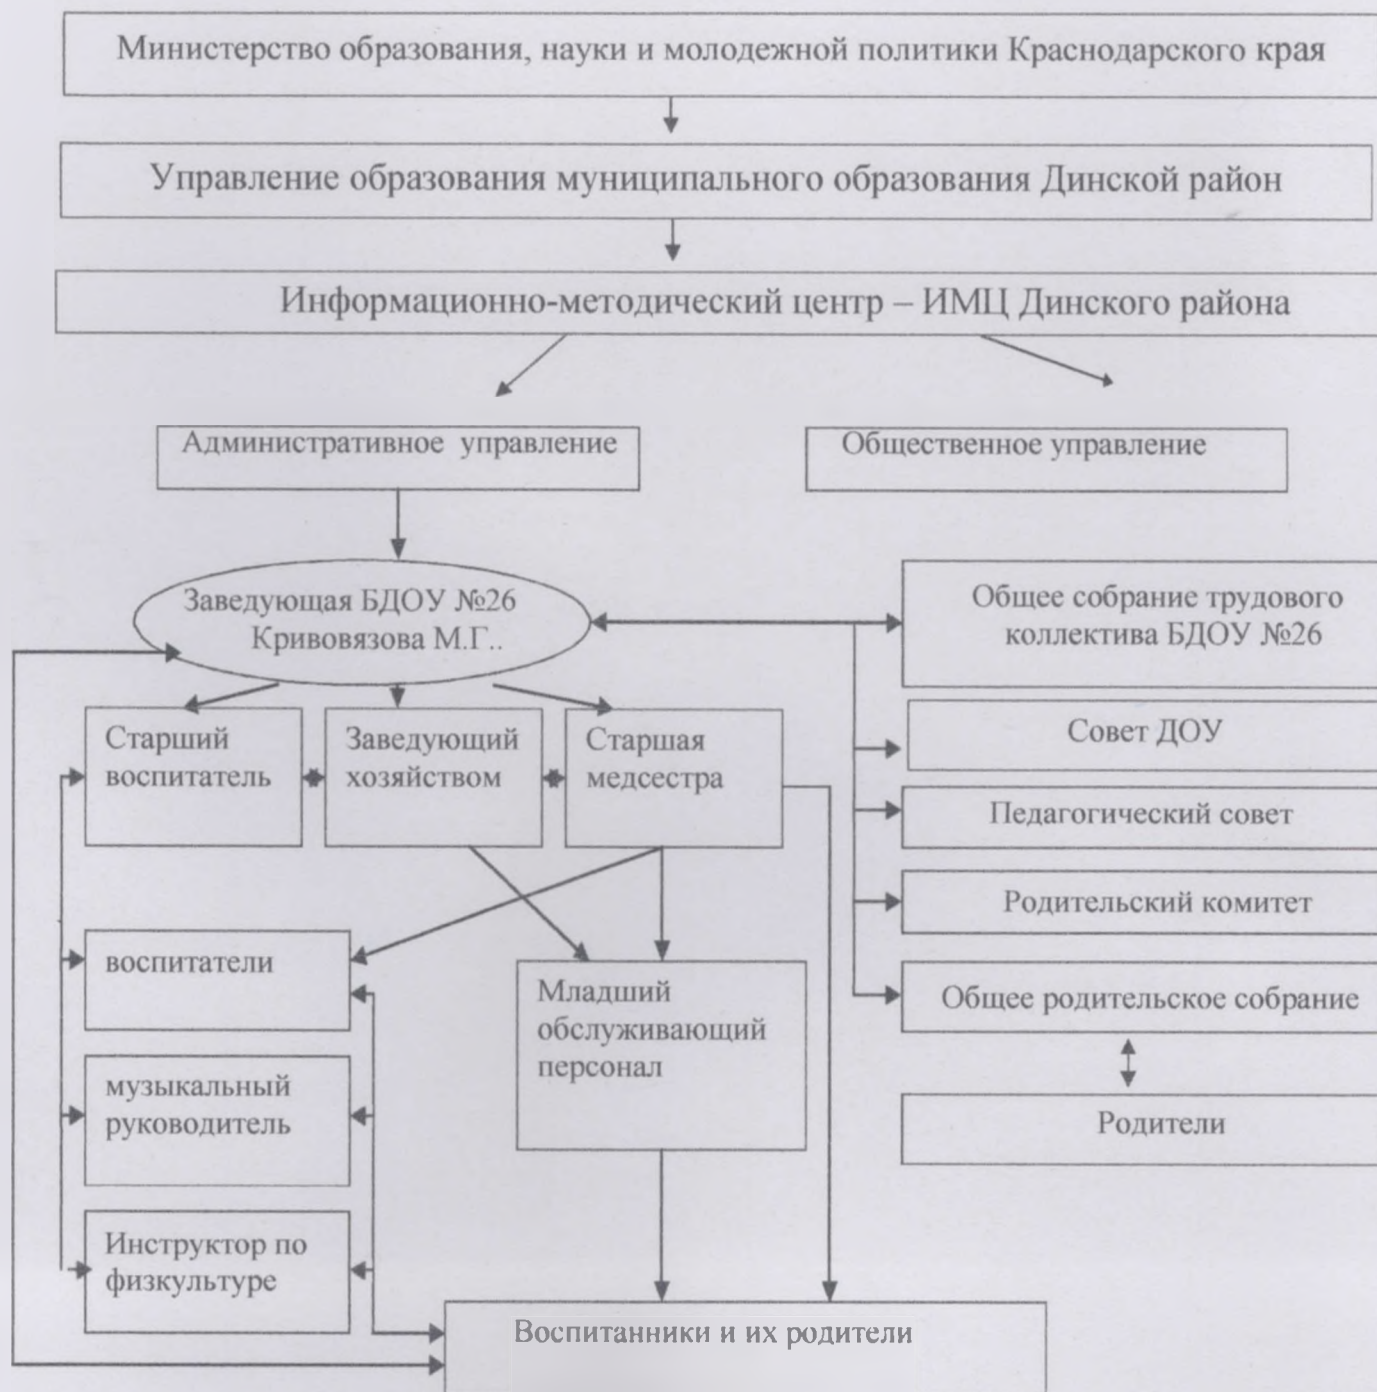 Министерство образования, науки и молодежной политики Краснодарского края
Управление образования муниципального образования Динской район
Информационно-методический центр – ИМЦ Динского района
Административное управление
Общественное управление
Заведующая БДОУ №26
Кривовязова М.Г..
Общее собрание трудового
коллектива БДОУ №26
Старший
воспитатель
Заведующий
хозяйством
Старшая
медсестра
Совет ДОУ
Педагогический совет
Родительский комитет
Общее родительское собрание
Родители
воспитатели
Младший
обслуживающий
персонал
музыкальный
руководитель
Инструктор по
физкультуре
Воспитанники и их родители